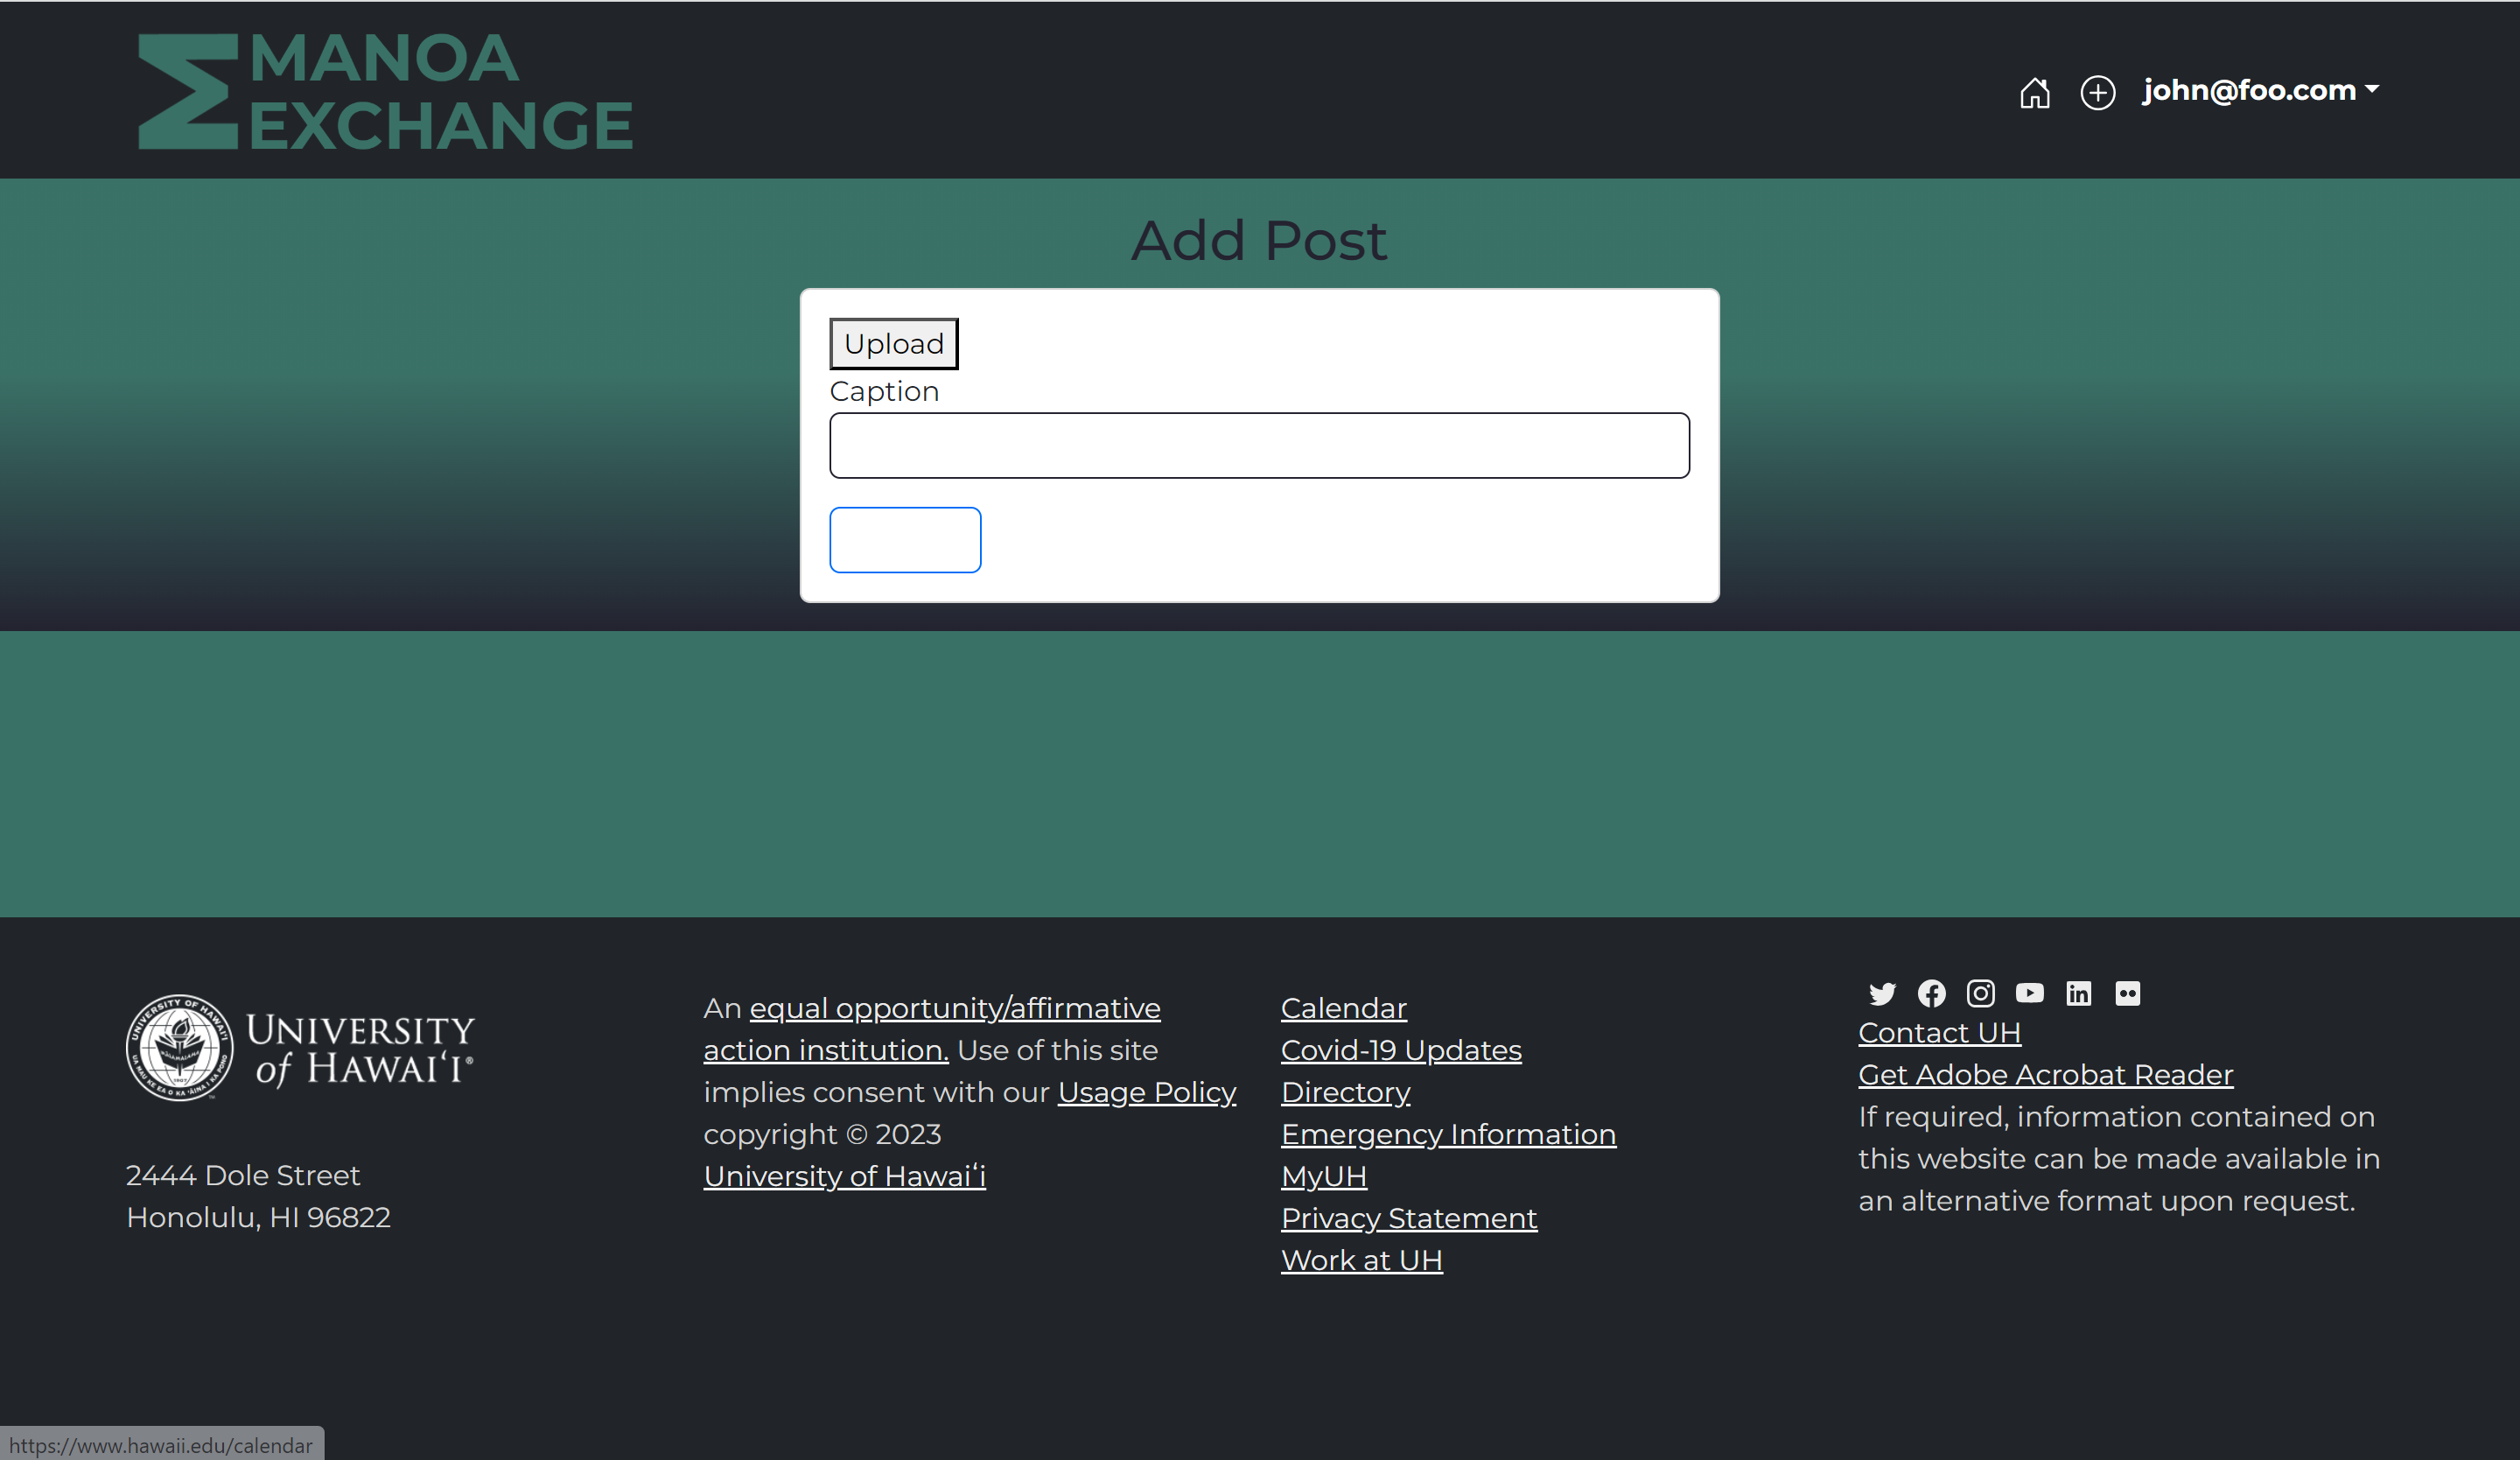 MANOA
EXCHANGE
john@foo.com
Add Post
Upload
Caption
UNIVERSITY
of HAWAIʻI®
2444 Dole Street
Honolulu, HI 96822
An equal opportunity/affirmative
action institution. Use of this site
implies consent with our Usage Policy
copyright © 2023
University of Hawaiʻi
Calendar
Covid-19 Updates
Directory
Emergency Information
MyUH
Privacy Statement
Work at UH
Contact UH
Get Adobe Acrobat Reader
If required, information contained on
this website can be made available in
an alternative format upon request.
https://www.hawaii.edu/calendar